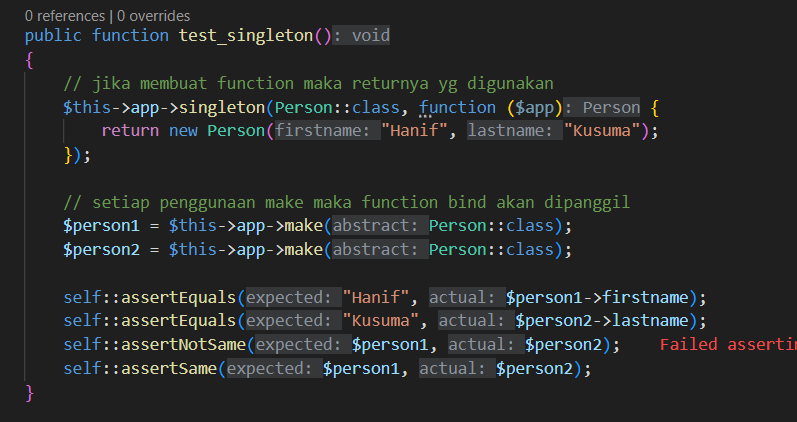 0 references | 0 overrides
public function test_singleton(): void
{
// jika membuat function maka returnya yg digunakan
$this->app->singleton(Person::class, function ($app): Person {
return new Person(firstname: "Hanif", lastname: "Kusuma");
});
// setiap penggunaan make maka function bind akan dipanggil
$person1 = $this->app->make(abstract: Person::class);
$person2 = $this->app->make(abstract: Person::class);
self::assertEquals(expected: "Hanif", actual: $person1->firstname);
self::assertEquals(expected: "Kusuma", actual: $person2->lastname);
self::assertNotSame(expected: $person1, actual: $person2); Failed
self::assertSame(expected: $person1, actual: $person2);
}